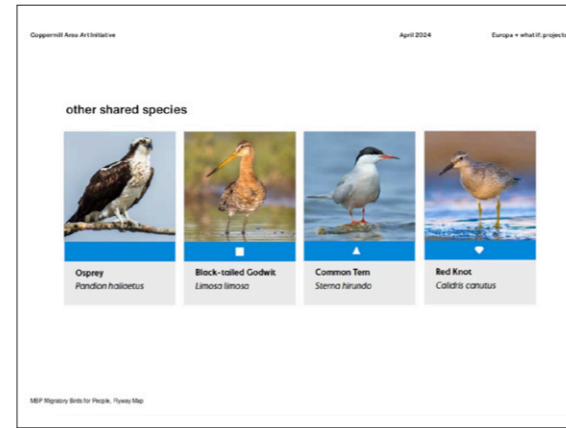 Coppermill Area Art Initiative
April 2024
Europa + what if: projects
other shared species
Osprey
Pandion haliaetus
Black-tailed Godwit
Limosa limosa
Common Tern
Sterna hirundo
Red Knot
Calidris canutus
MBP Migratory Birds for People, Flyway Map